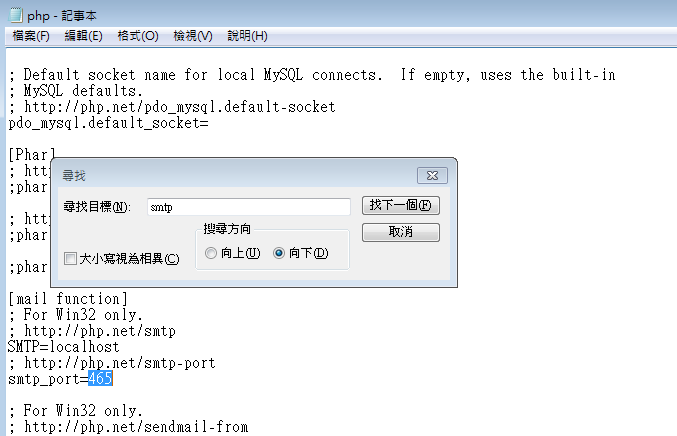 php - 記事本
檔案(F) 編輯(E) 格式(O) 檢視(V) 說明(H)
; Default socket name for local MySQL connects.  If empty, uses the built-in
; MySQL defaults.
; http://php.net/pdo_mysql.default-socket
pdo_mysql.default_socket=
[Phar]
; htt
;phar
; htt
;phar
;phar
尋找
尋找目標(N): smtp
找下一個(F)
搜尋方向
取消
大小寫視為相異(C)
向上(U) 向下(D)
[mail function]
; For Win32 only.
; http://php.net/smtp
SMTP=localhost
; http://php.net/smtp-port
smtp_port=465
; For Win32 only.
; http://php.net/sendmail-from